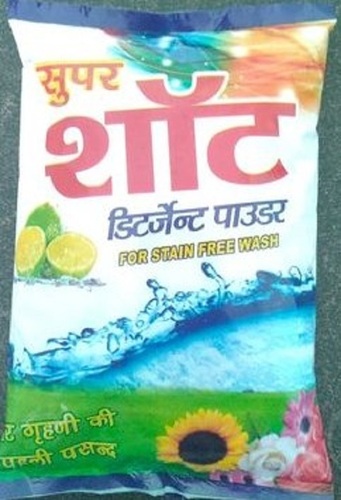 सुपर
शॉट
डिटर्जेन्ट पाउडर
FOR STAIN FREE WASH
गृहणी की
पसन्द